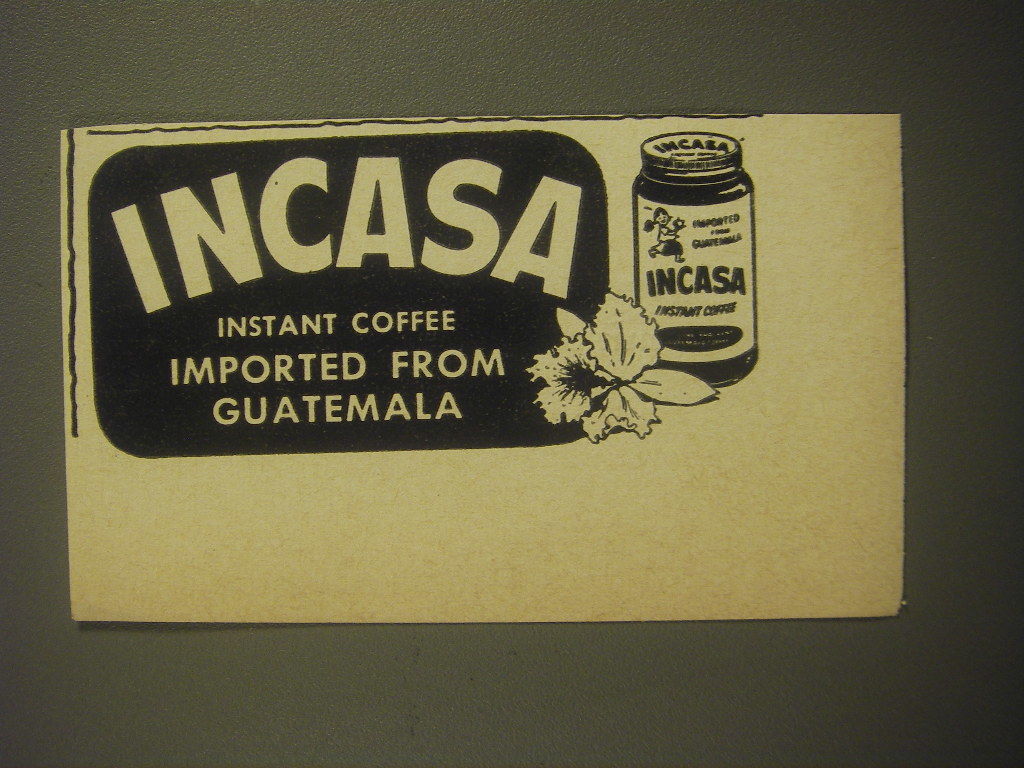 INCASA
INSTANT COFFEE
IMPORTED FROM
GUATEMALA
INCASA
IMPORTED
FROM
GUATEMALA
INCASA
INSTANT COFFEE